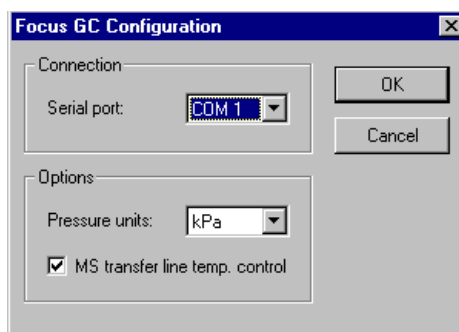 Focus GC Configuration
Connection
Serial port: COM 1
OK
Cancel
Options
Pressure units: kPa
MS transfer line temp. control